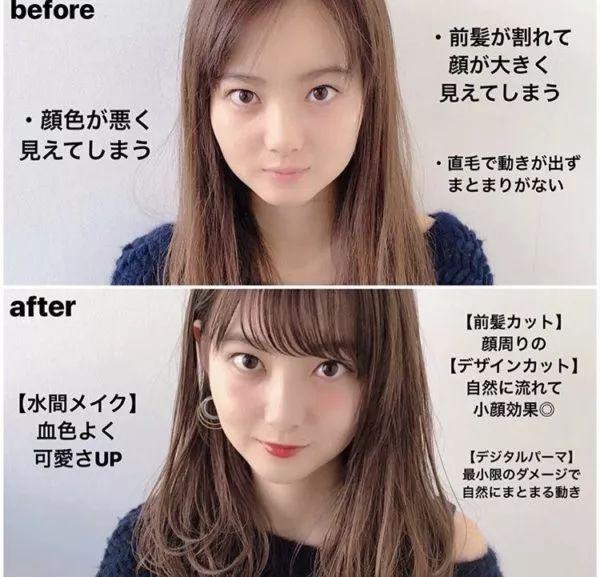 before
・前髪が割れて
顔が大きく
見えてしまう
・顔色が悪く
見えてしまう
・直毛で動きが出ず
まとまりがない
after
【前髪カット】
顔周りの
【デザインカット】
自然に流れて
小顔効果◎
【水間メイク】
血色よく
可愛さUP
【デジタルパーマ】
最小限のダメージで
自然にまとまる動き